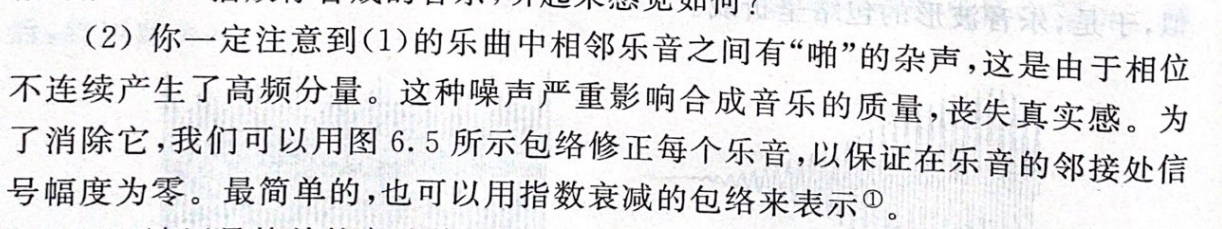 (2) 你一定注意到(1)的乐曲中相邻乐音之间有“啪”的杂声,这是由于相位
不连续产生了高频分量。这种噪声严重影响合成音乐的质量,丧失真实感。为
了消除它,我们可以用图 6.5 所示包络修正每个乐音,以保证在乐音的邻接处信
号幅度为零。最简单的,也可以用指数衰减的包络来表示①。